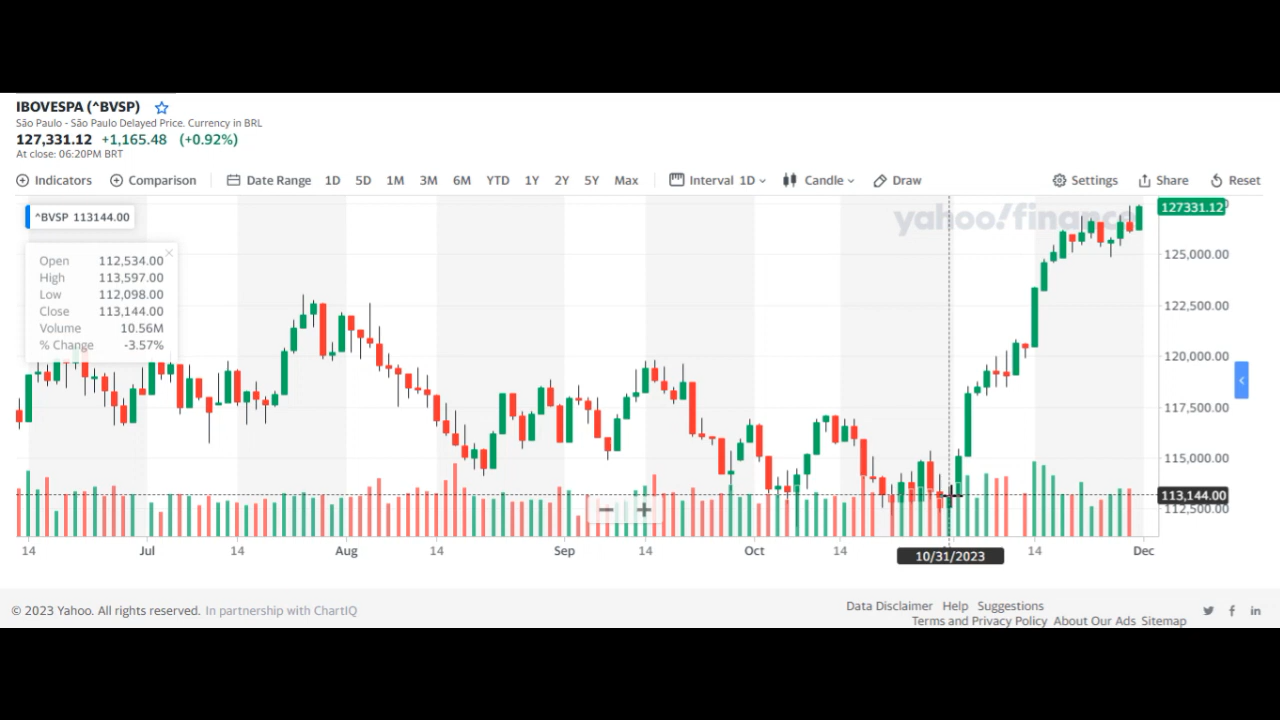 IBOVESPA (^BVSP)
São Paulo - São Paulo Delayed Price. Currency in BRL
127,331.12 +1,165.48 (+0.92%)
At close: 06:20PM BRT
Indicators Comparison Date Range 1D 5D 1M 3M 6M YTD 1Y 2Y 5Y Max Interval 1D Candle Draw Settings Share Reset
^BVSP 113144.00
yahoo!finance
127331.12
Open 112,534.00
High 113,597.00
Low 112,098.00
Close 113,144.00
Volume 10.56M
% Change -3.57%
125,000.00
122,500.00
120,000.00
117,500.00
115,000.00
113,144.00
112,500.00
14 Jul 14 Aug 14 Sep 14 Oct 14 10/31/2023 14 Dec
© 2023 Yahoo. All rights reserved. In partnership with ChartIQ
Data Disclaimer Help Suggestions
Terms and Privacy Policy About Our Ads Sitemap